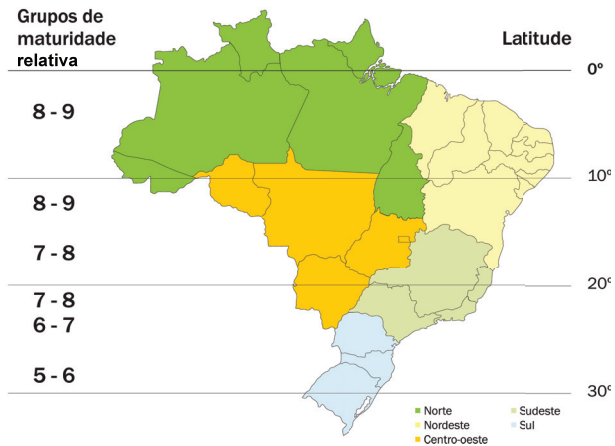 Grupos de
maturidade
relativa
Latitude
0º
8 - 9
10º
8 - 9
7 - 8
20º
7 - 8
6 - 7
5 - 6
30º
Norte
Nordeste
Centro-oeste
Sudeste
Sul